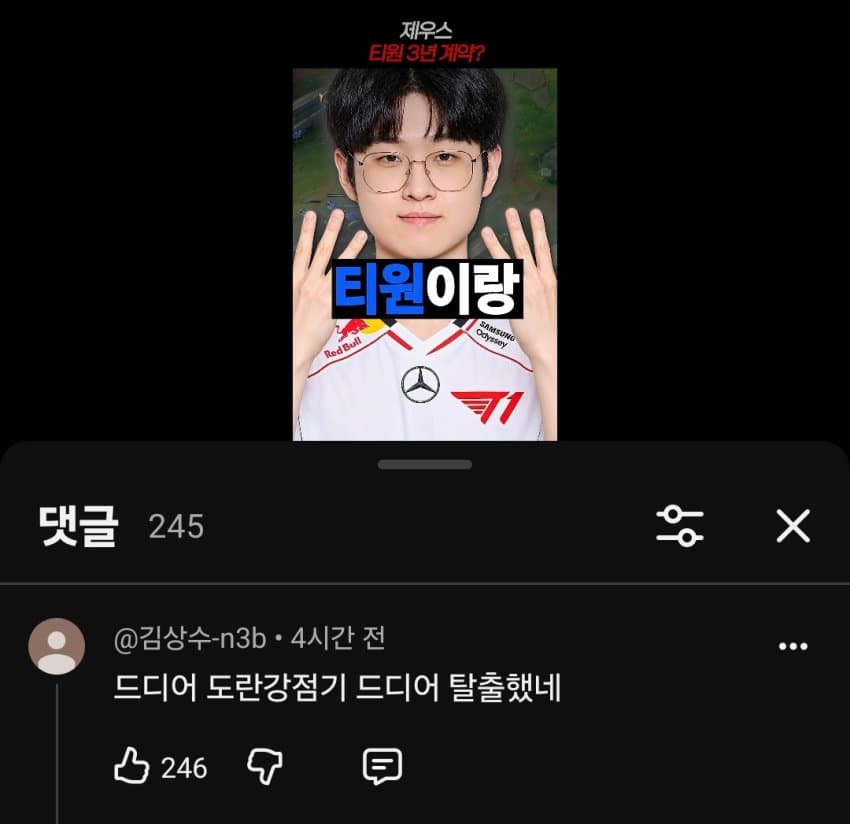 제우스
티원 3년 계약?
티원이랑
Red Bull
SAMSUNG
Odyssey
T1
댓글 245
@김상수-n3b • 4시간 전
드디어 도란강점기 드디어 탈출했네
246